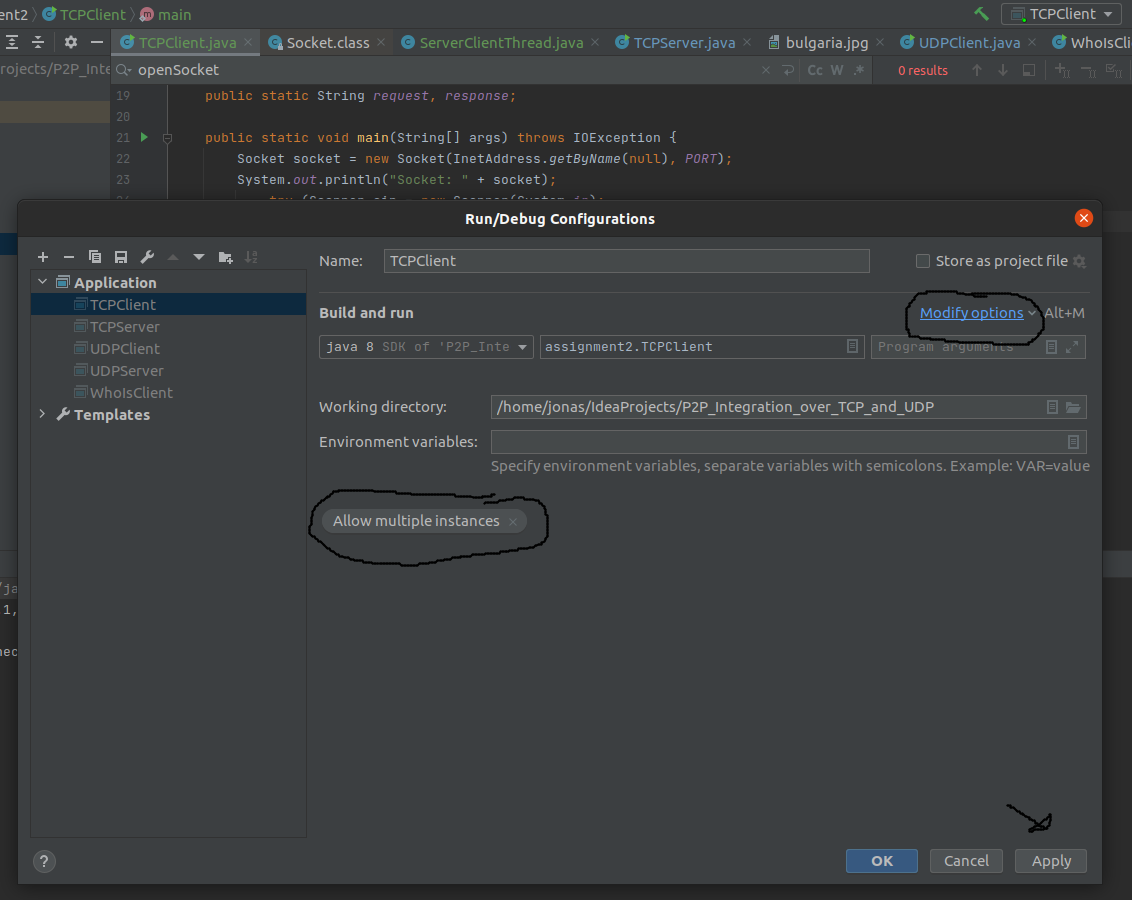 ent2 TCPClient main TCPClient
TCPClient.java Socket.class ServerClientThread.java TCPServer.java bulgaria.jpg UDPClient.java WhoIsCli
rojects/P2P_Inte openSocket Cc W .* 0 results
19 public static String request, response;
20
21 public static void main(String[] args) throws IOException {
22 Socket socket = new Socket(InetAddress.getByName(null), PORT);
23 System.out.println("Socket: " + socket);
Run/Debug Configurations
Name: TCPClient Store as project file
Application
Build and run Modify options Alt+M
TCPClient
TCPServer
java 8 SDK of 'P2P_Inte assignment2.TCPClient Program arguments
UDPClient
UDPServer
WhoIsClient
Templates
Working directory: /home/jonas/IdeaProjects/P2P_Integration_over_TCP_and_UDP
Environment variables:
Specify environment variables, separate variables with semicolons. Example: VAR=value
Allow multiple instances
/ja
1,
nec
? OK Cancel Apply